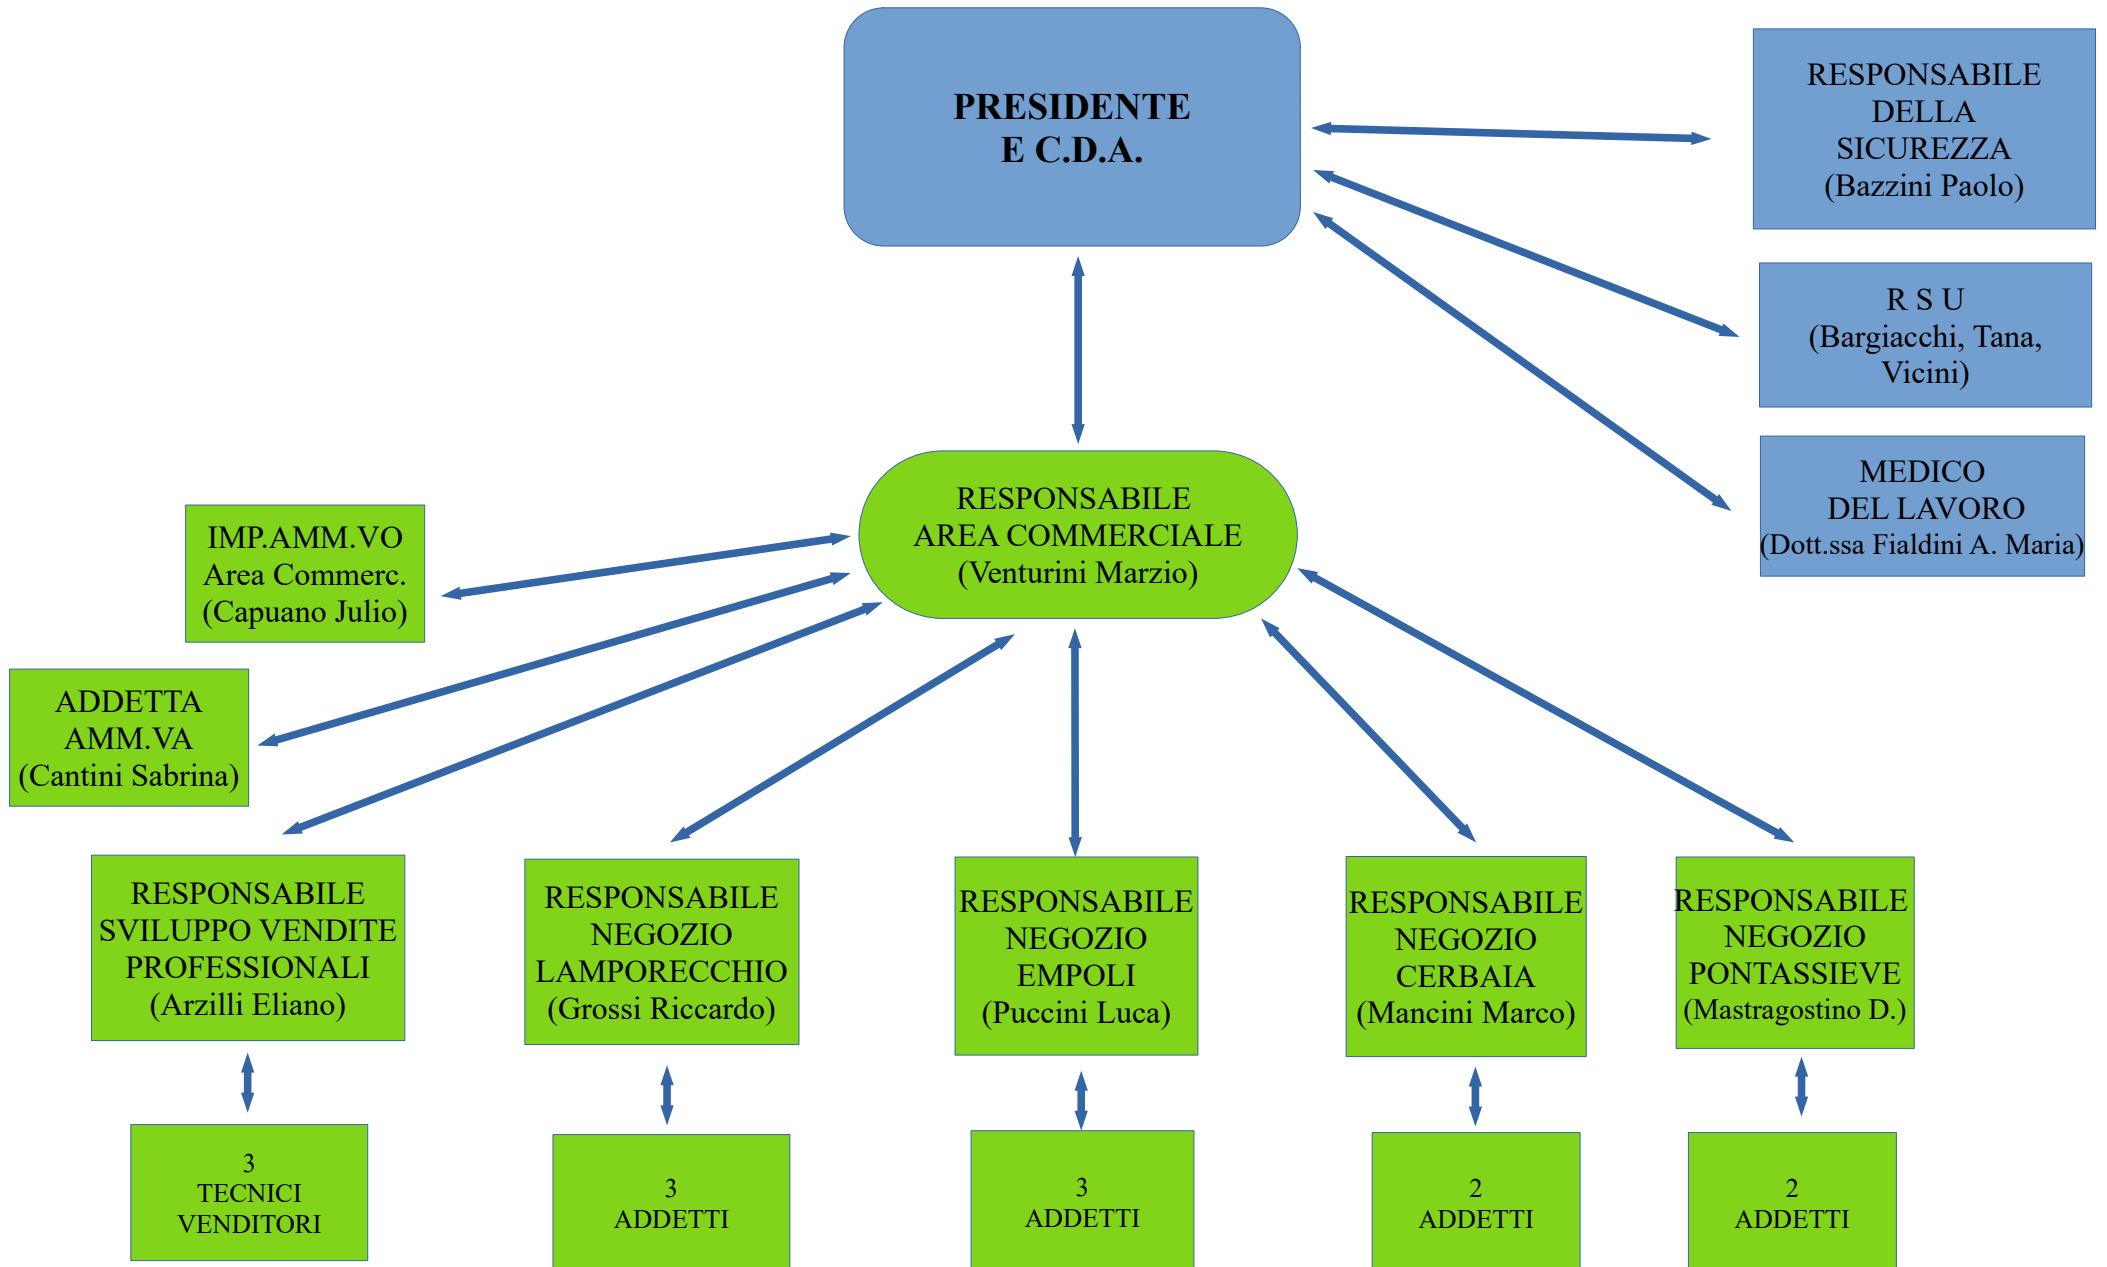 PRESIDENTE
E C.D.A.
RESPONSABILE
DELLA
SICUREZZA
(Bazzini Paolo)
R S U
(Bargiacchi, Tana,
Vicini)
MEDICO
DEL LAVORO
(Dott.ssa Fialdini A. Maria)
RESPONSABILE
AREA COMMERCIALE
(Venturini Marzio)
IMP.AMM.VO
Area Commerc.
(Capuano Julio)
ADDETTA
AMM.VA
(Cantini Sabrina)
RESPONSABILE
SVILUPPO VENDITE
PROFESSIONALI
(Arzilli Eliano)
RESPONSABILE
NEGOZIO
LAMPORECCHIO
(Grossi Riccardo)
RESPONSABILE
NEGOZIO
EMPOLI
(Puccini Luca)
RESPONSABILE
NEGOZIO
CERBAIA
(Mancini Marco)
RESPONSABILE
NEGOZIO
PONTASSIEVE
(Mastragostino D.)
3
TECNICI
VENDITORI
3
ADDETTI
3
ADDETTI
2
ADDETTI
2
ADDETTI